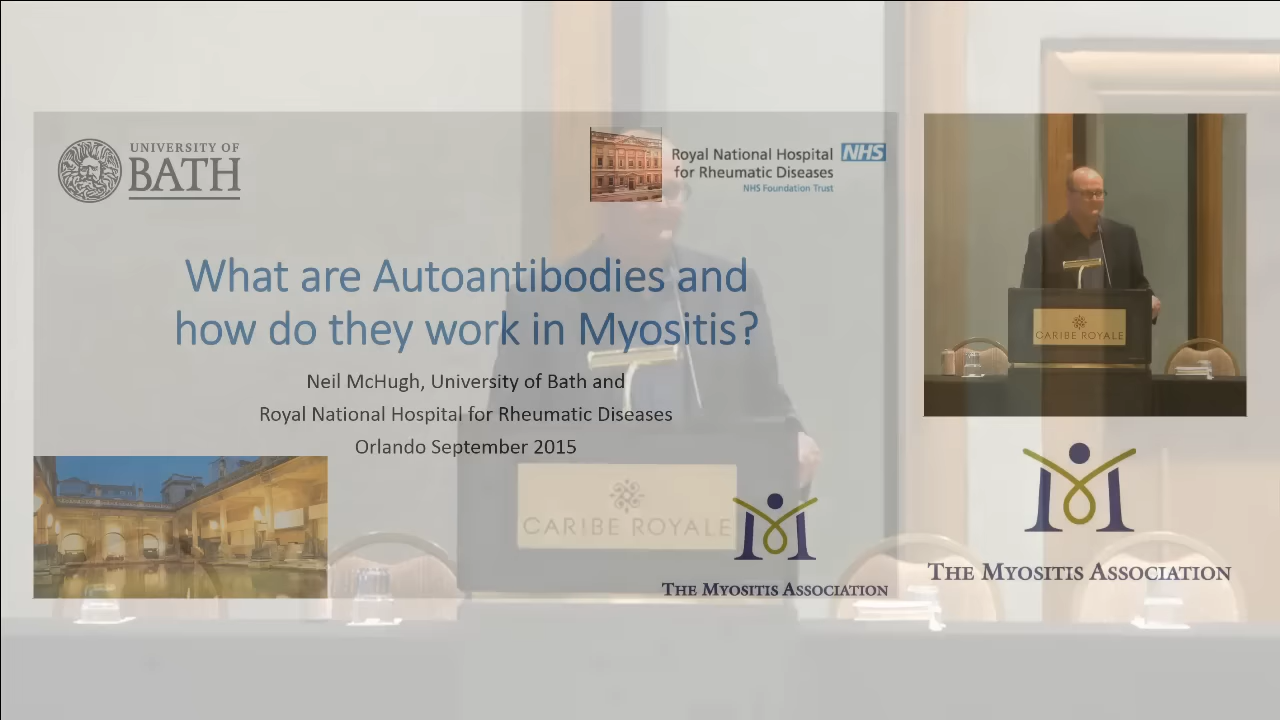 UNIVERSITY OF
BATH
Royal National Hospital
for Rheumatic Diseases
NHS
NHS Foundation Trust
What are Autoantibodies and
how do they work in Myositis?
Neil McHugh, University of Bath and
Royal National Hospital for Rheumatic Diseases
Orlando September 2015
CARIBE ROYALE
THE MYOSITIS ASSOCIATION
CARIBE ROYALE
THE MYOSITIS ASSOCIATION